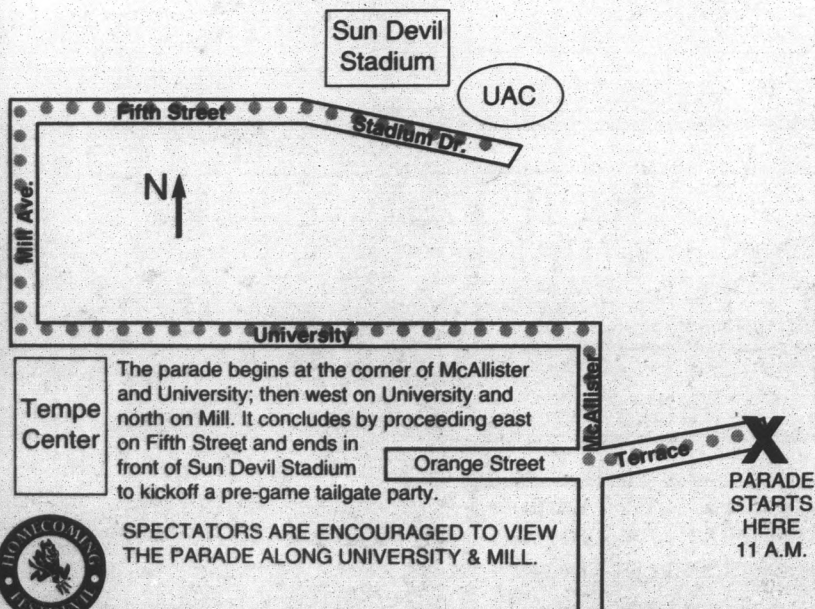 Sun Devil
Stadium
UAC
Fifth Street
Stadium Dr.
N
Mill Ave.
University
McAllister
Tempe
Center
The parade begins at the corner of McAllister
and University; then west on University and
north on Mill. It concludes by proceeding east
on Fifth Street and ends in
front of Sun Devil Stadium
to kickoff a pre-game tailgate party.
Orange Street
Terrace
X
PARADE
STARTS
HERE
11 A.M.
SPECTATORS ARE ENCOURAGED TO VIEW
THE PARADE ALONG UNIVERSITY & MILL.
HOMECOMING